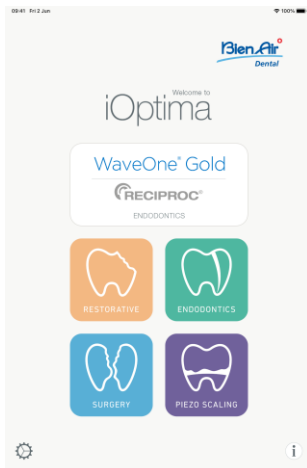 09:41 Fri 2 Jun 100%
Bien Air
Dental
Welcome to
iOptima
WaveOne® Gold
RECIPROC®
ENDODONTICS
RESTORATIVE ENDODONTICS
SURGERY PIEZO SCALING
i